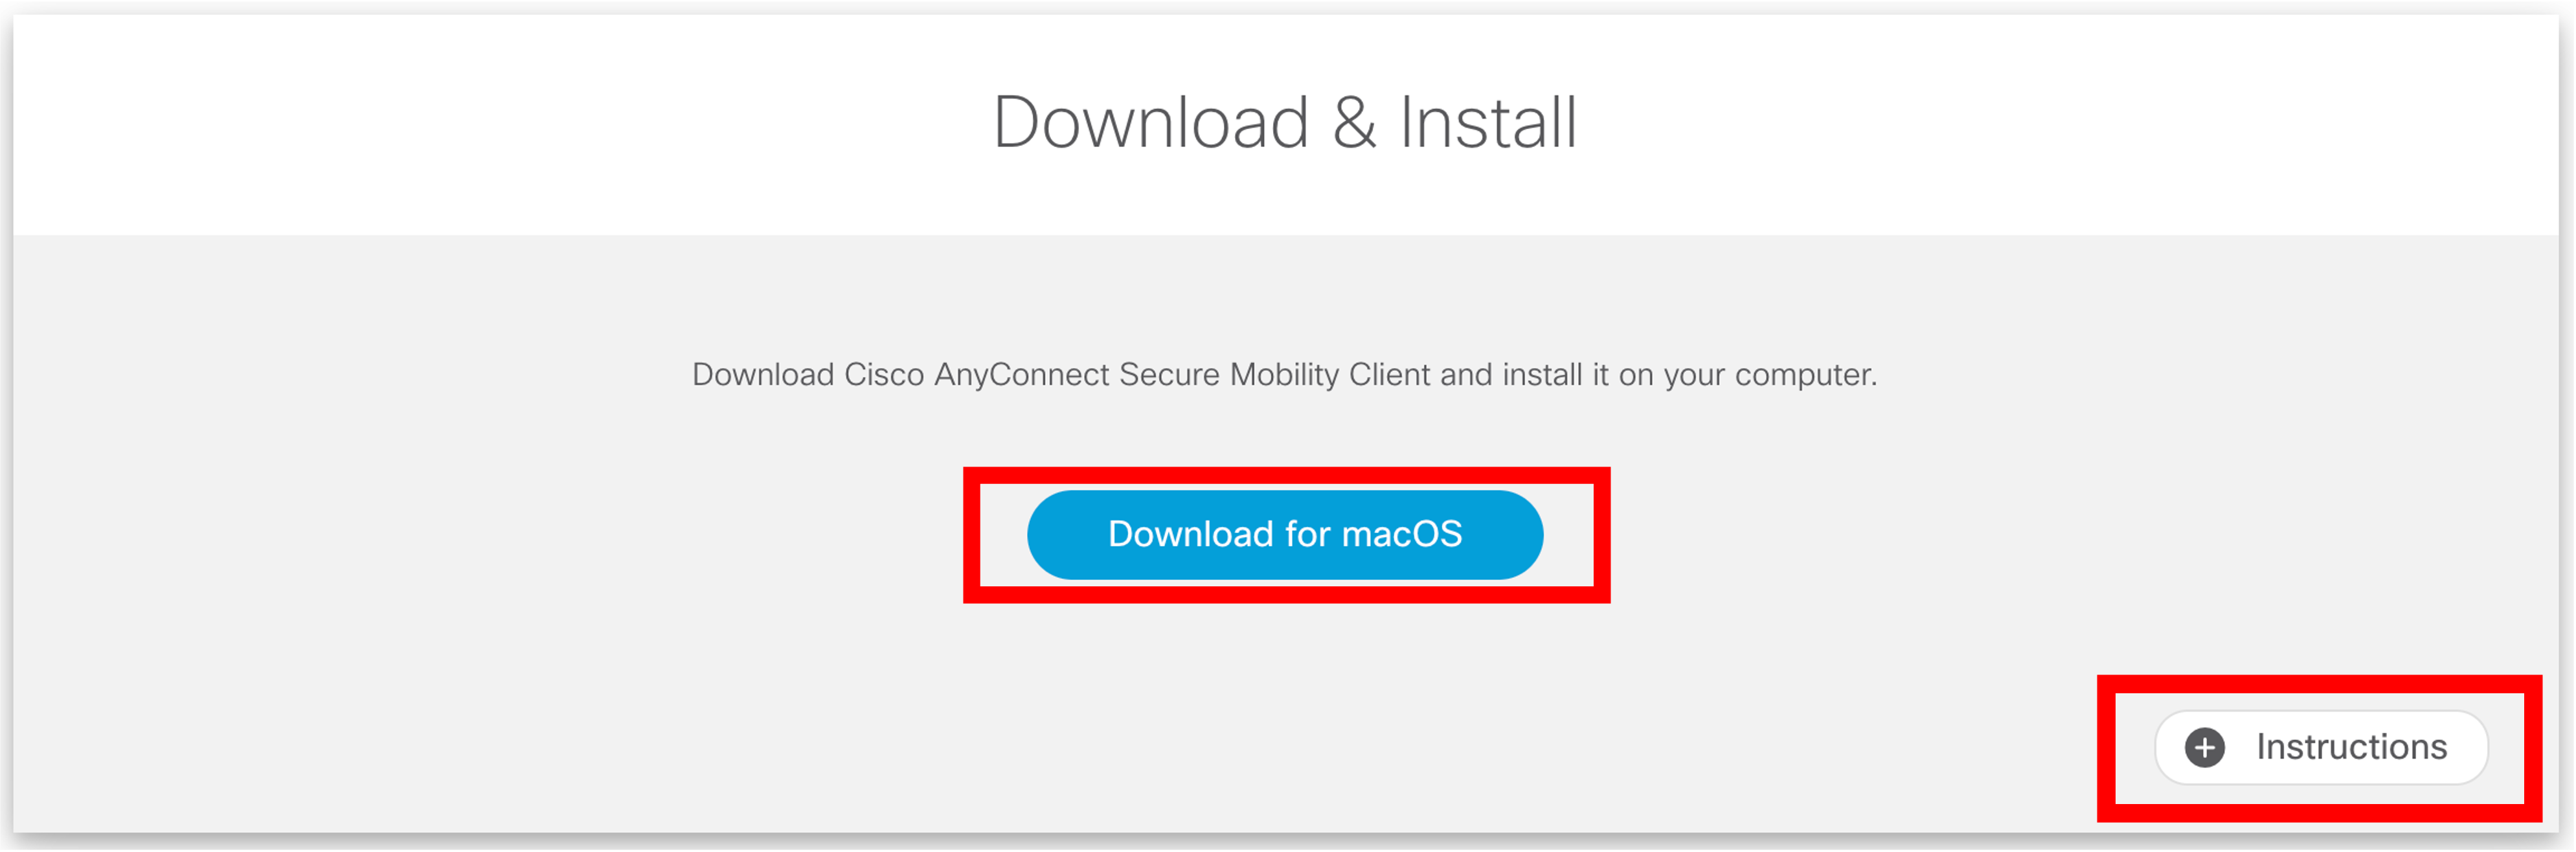 Download & Install
Download Cisco AnyConnect Secure Mobility Client and install it on your computer.
Download for macOS
Instructions